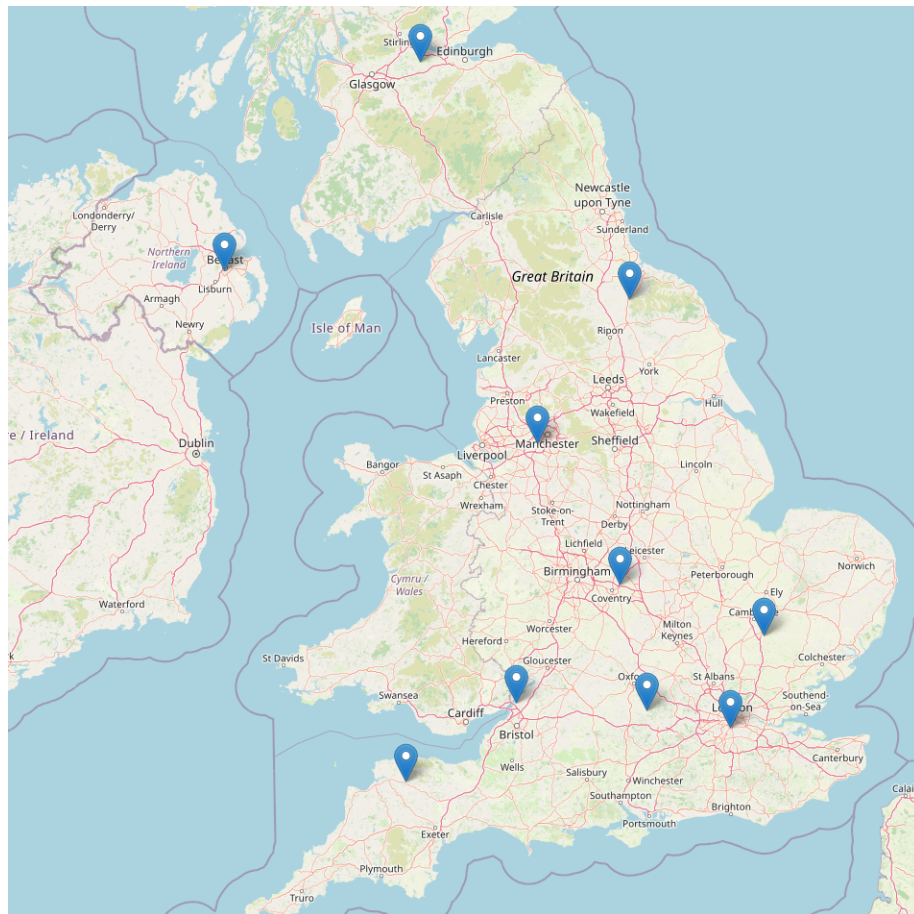 Stirling
Edinburgh
Glasgow
Newcastle
upon Tyne
Londonderry/
Derry
Carlisle
Sunderland
Northern
Ireland
Belfast
Great Britain
Lisburn
Armagh
Newry
Isle of Man
Ripon
Lancaster
York
Leeds
Preston
Hull
Wakefield
e / Ireland
Dublin
Manchester
Sheffield
Liverpool
Bangor
St Asaph
Lincoln
Chester
Wrexham
Stoke-on-
Trent
Nottingham
Derby
Lichfield
Leicester
Norwich
Birmingham
Peterborough
Cymru /
Wales
Coventry
Ely
Waterford
Cambridge
Worcester
Milton
Keynes
Hereford
St Davids
Gloucester
Colchester
Oxford
St Albans
Swansea
Southend-
on-Sea
London
Cardiff
Bristol
Canterbury
Wells
Salisbury
Winchester
Calai
Southampton
Brighton
Portsmouth
Exeter
Plymouth
Truro